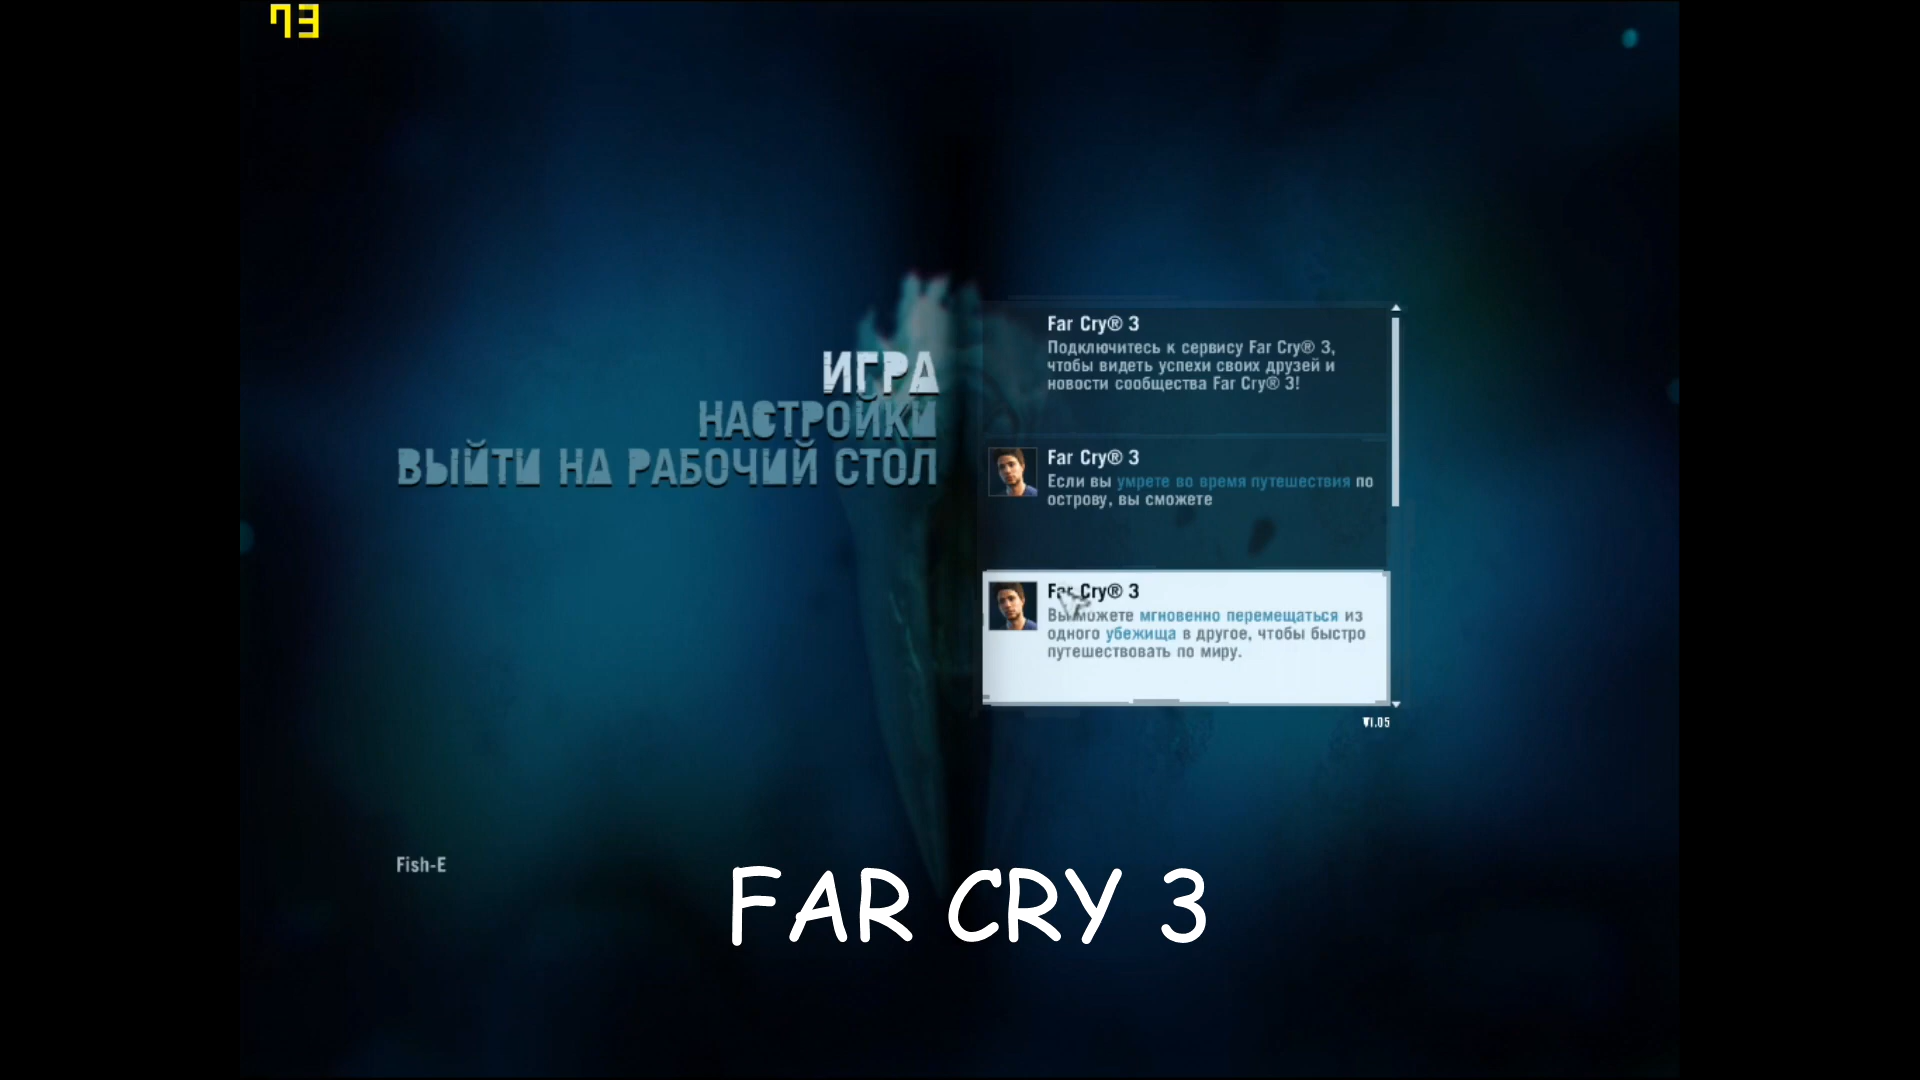 73
ИГРА
НАСТРОЙКИ
ВЫЙТИ НА РАБОЧИЙ СТОЛ
Far Cry® 3
Подключитесь к сервису Far Cry® 3,
чтобы видеть успехи своих друзей и
новости сообщества Far Cry® 3!
Far Cry® 3
Если вы умрете во время путешествия по
острову, вы сможете
Far Cry® 3
Вы можете мгновенно перемещаться из
одного убежища в другое, чтобы быстро
путешествовать по миру.
V1.05
Fish-E
FAR CRY 3